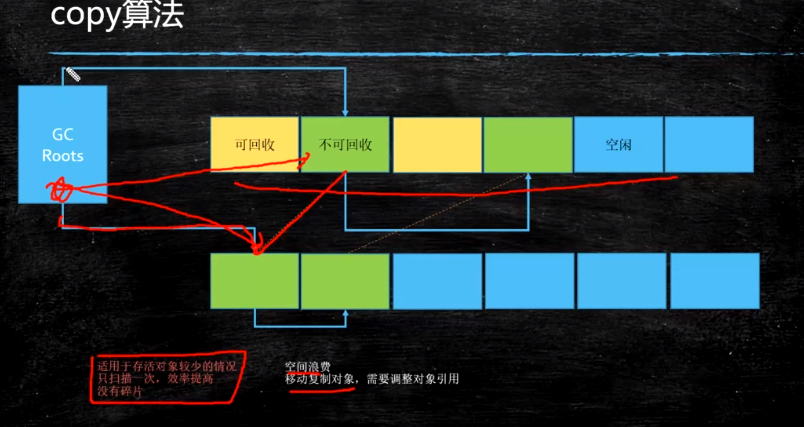 copy算法
GC
Roots
可回收
不可回收
空闲
适用于存活对象较少的情况
只扫描一次，效率提高
没有碎片
空间浪费
移动复制对象，需要调整对象引用